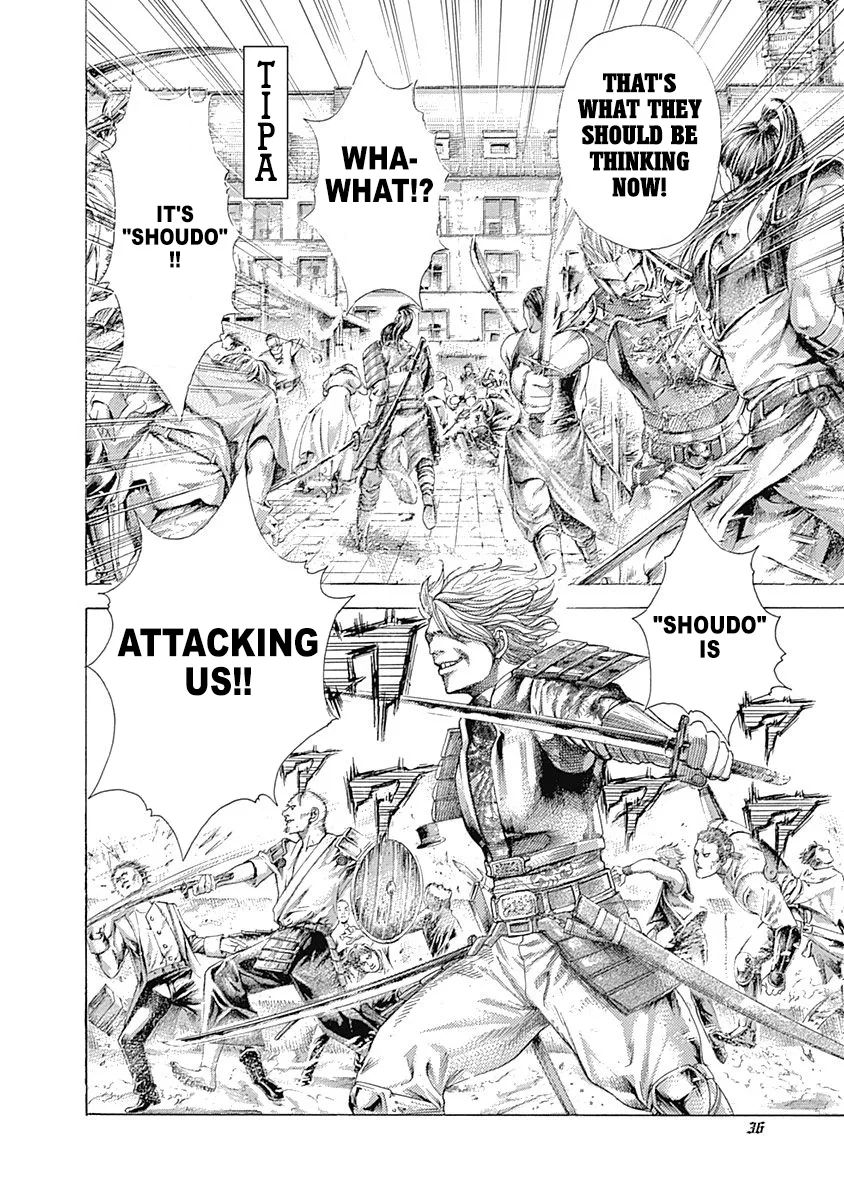 THAT'S
WHAT THEY
SHOULD BE
THINKING
NOW!
WHA-
WHAT!?
TIPA
IT'S
"SHOUDO"
!!
"SHOUDO"
IS
ATTACKING
US!!
36